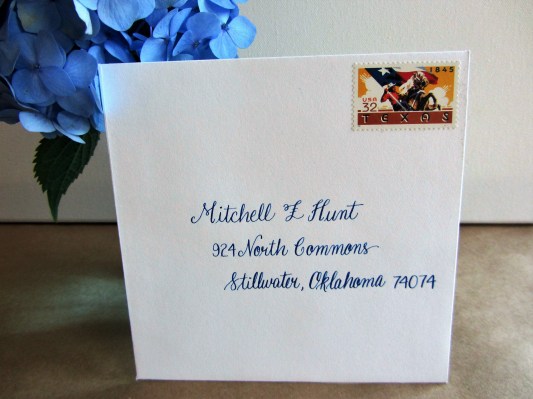 1845
USA
32
TEXAS
Mitchell L Hunt
924 North Commons
Stillwater, Oklahoma 74074